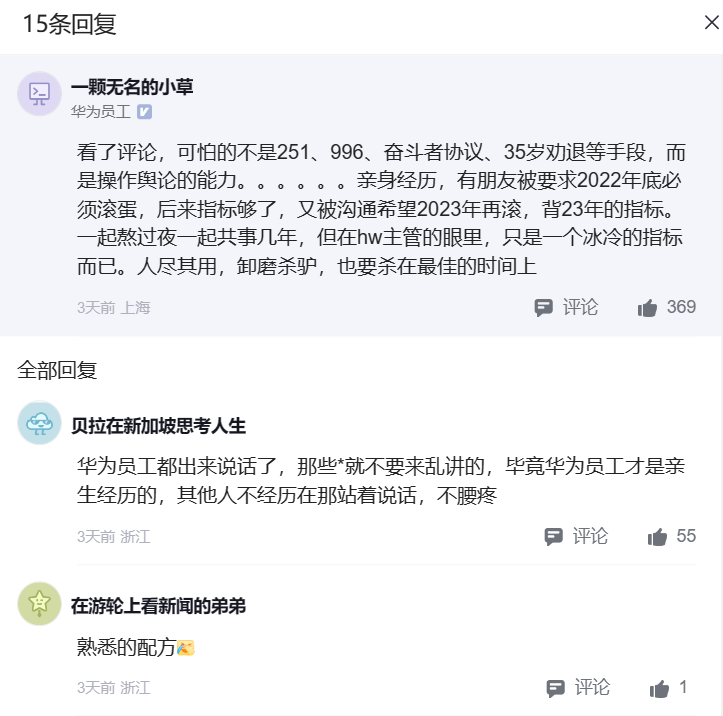 15条回复
一颗无名的小草
华为员工
看了评论，可怕的不是251、996、奋斗者协议、35岁劝退等手段，而
是操作舆论的能力。。。。。。亲身经历，有朋友被要求2022年底必
须滚蛋，后来指标够了，又被沟通希望2023年再滚，背23年的指标。
一起熬过夜一起共事几年，但在hw主管的眼里，只是一个冰冷的指标
而已。人尽其用，卸磨杀驴，也要杀在最佳的时间上
3天前 上海 评论 369
全部回复
贝拉在新加坡思考人生
华为员工都出来说话了，那些*就不要来乱讲的，毕竟华为员工才是亲
生经历的，其他人不经历在那站着说话，不腰疼
3天前 浙江 评论 55
在游轮上看新闻的弟弟
熟悉的配方
3天前 浙江 评论 1